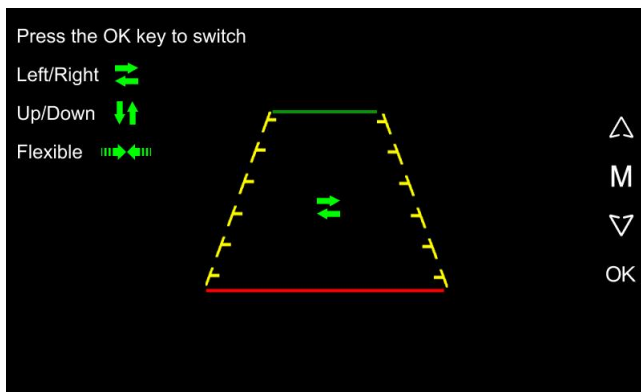 Press the OK key to switch
Left/Right
Up/Down
Flexible
M
OK